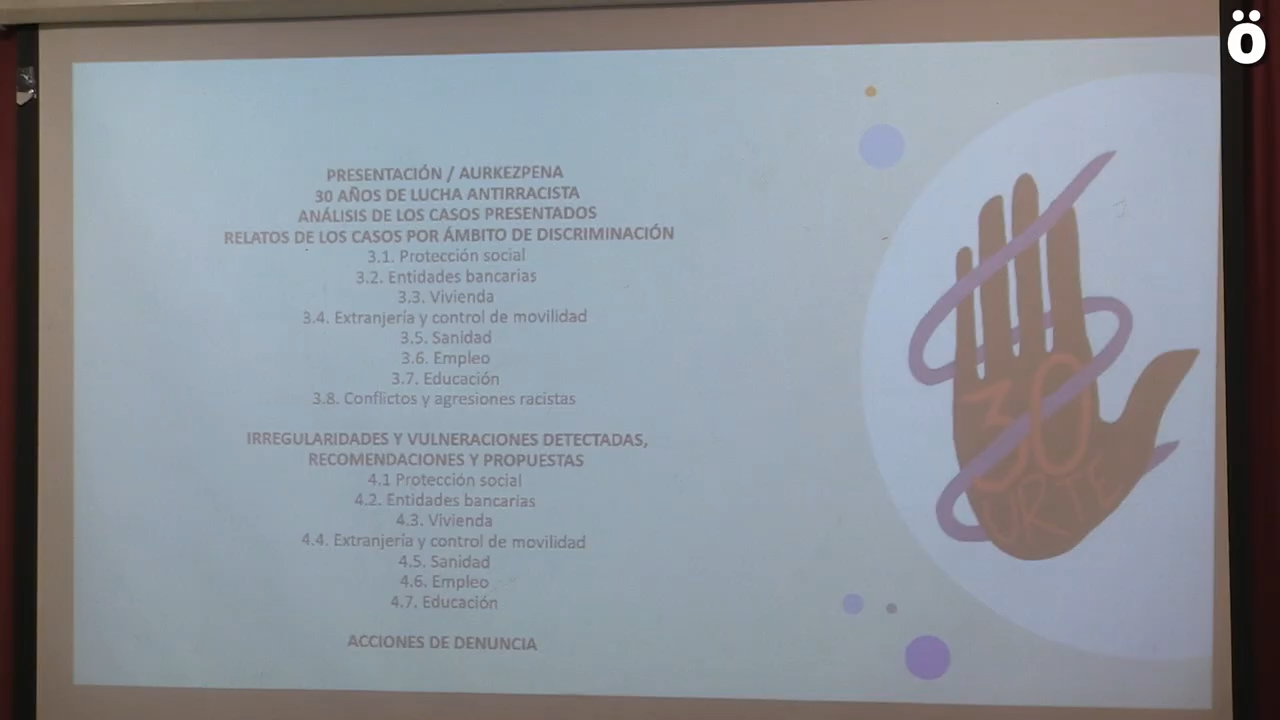 PRESENTACIÓN / AURKEZPENA
30 AÑOS DE LUCHA ANTIRRACISTA
ANÁLISIS DE LOS CASOS PRESENTADOS
RELATOS DE LOS CASOS POR ÁMBITO DE DISCRIMINACIÓN
3.1. Protección social
3.2. Entidades bancarias
3.3. Vivienda
3.4. Extranjería y control de movilidad
3.5. Sanidad
3.6. Empleo
3.7. Educación
3.8. Conflictos y agresiones racistas
IRREGULARIDADES Y VULNERACIONES DETECTADAS,
RECOMENDACIONES Y PROPUESTAS
4.1 Protección social
4.2. Entidades bancarias
4.3. Vivienda
4.4. Extranjería y control de movilidad
4.5. Sanidad
4.6. Empleo
4.7. Educación
ACCIONES DE DENUNCIA
30
URTE
Ö